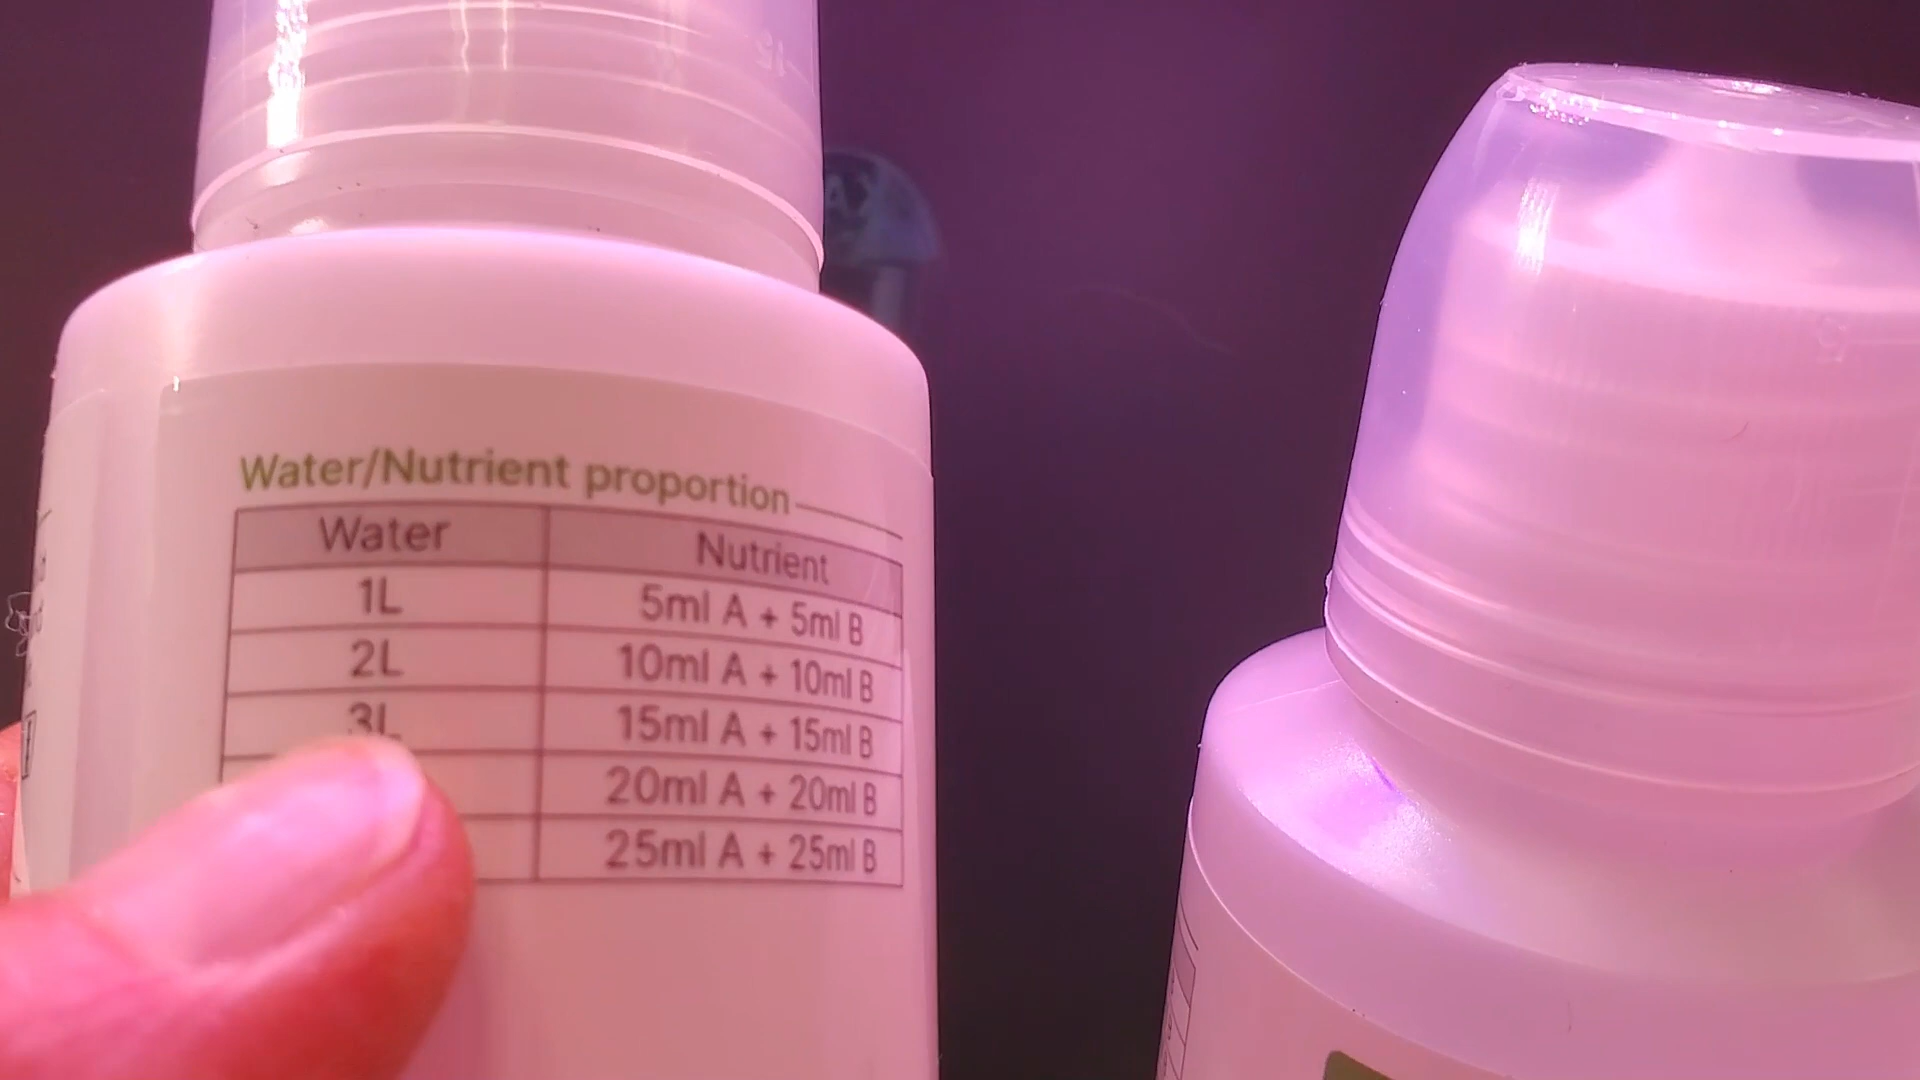 Water/Nutrient proportion
Water Nutrient
1L 5ml A + 5ml B
2L 10ml A + 10ml B
3L 15ml A + 15ml B
20ml A + 20ml B
25ml A + 25ml B